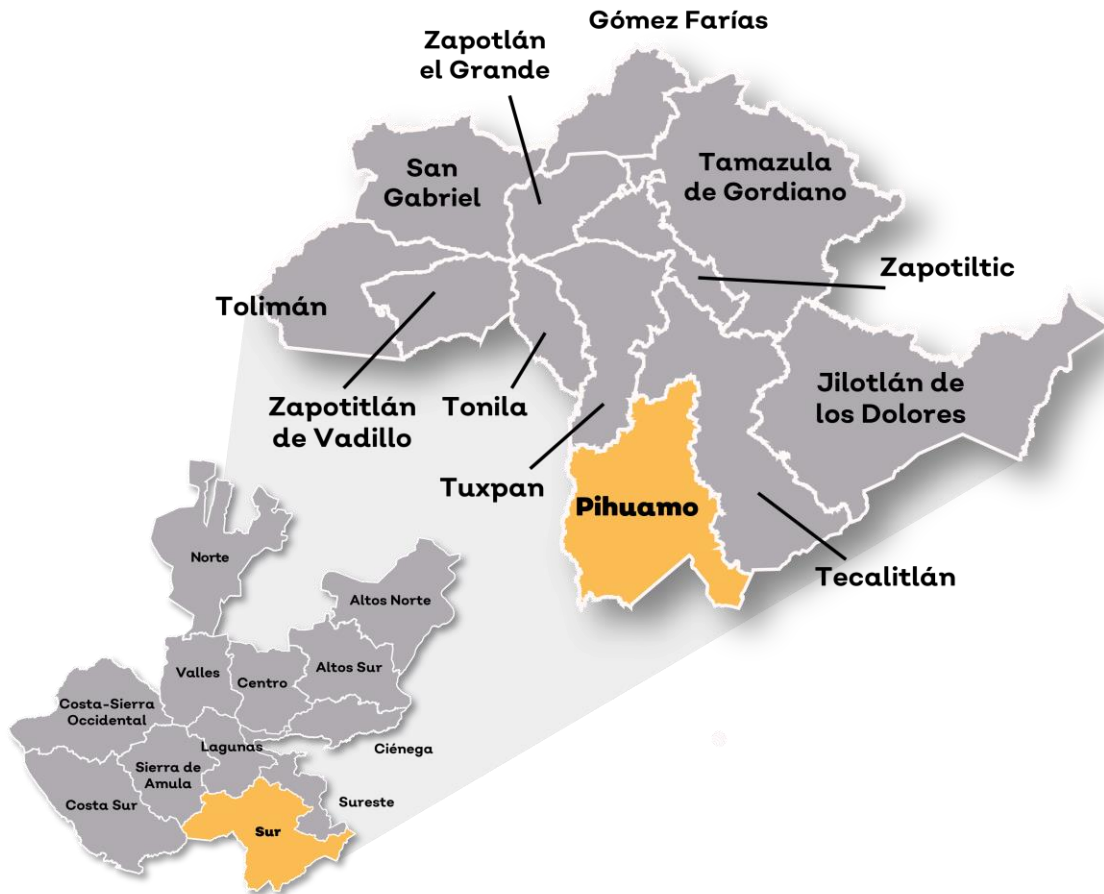 Gómez Farías
Zapotlán
el Grande
San
Gabriel
Tamazula
de Gordiano
Zapotiltic
Tolimán
Jilotlán de
los Dolores
Zapotitlán
de Vadillo
Tonila
Tuxpan
Pihuamo
Tecalitlán
Norte
Altos Norte
Valles
Centro
Altos Sur
Costa-Sierra
Occidental
Lagunas
Ciénega
Sierra de
Amula
Costa Sur
Sureste
Sur